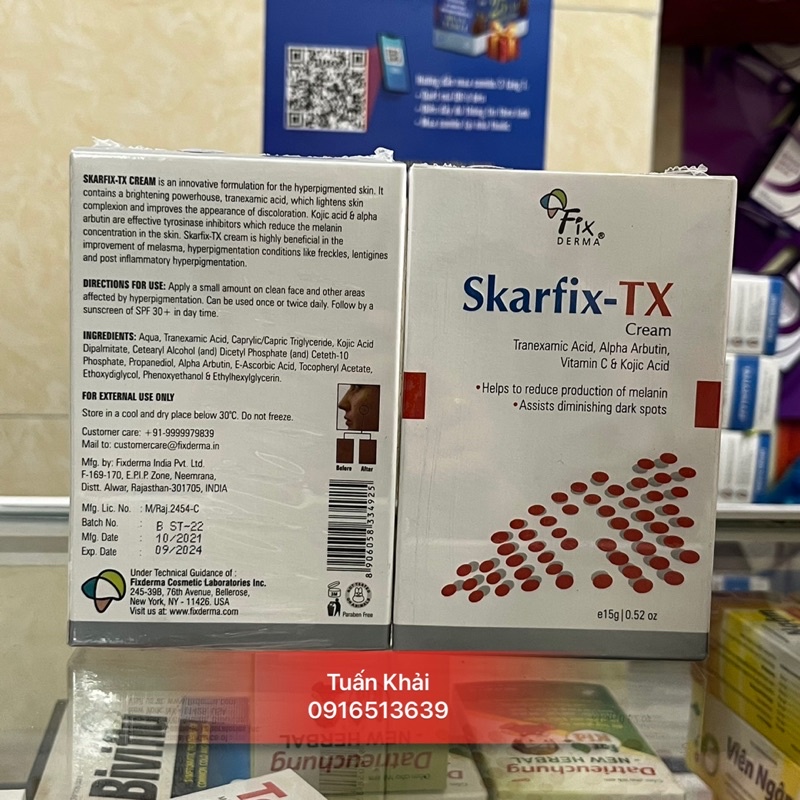 SKARFIX-TX CREAM is an innovative formulation for the hyperpigmented skin. It
contains a brightening powerhouse, tranexamic acid, which lightens skin
complexion and improves the appearance of discoloration. Kojic acid & alpha
arbutin are effective tyrosinase inhibitors which reduce the melanin
concentration in the skin. Skarfix-TX cream is highly beneficial in the
improvement of melasma, hyperpigmentation conditions like freckles, lentigines
and post inflammatory hyperpigmentation.
DIRECTIONS FOR USE: Apply a small amount on clean face and other areas
affected by hyperpigmentation. Can be used once or twice daily. Follow by a
sunscreen of SPF 30+ in day time.
INGREDIENTS: Aqua, Tranexamic Acid, Caprylic/Capric Triglyceride, Kojic Acid
Dipalmitate, Cetearyl Alcohol (and) Dicetyl Phosphate (and) Ceteth-10
Phosphate, Propanediol, Alpha Arbutin, E-Ascorbic Acid, Tocopheryl Acetate,
Ethoxydiglycol, Phenoxyethanol & Ethylhexylglycerin.
FOR EXTERNAL USE ONLY
Store in a cool and dry place below 30°C. Do not freeze.
Customer care: +91-9999979839
Mail to: customercare@fixderma.in
Mfg. by: Fixderma India Pvt. Ltd.
F-169-170, E.P.I.P. Zone, Neemrana,
Distt. Alwar, Rajasthan-301705, INDIA
Mfg. Lic. No. : M/Raj.2454-C
Batch No. : B ST-22
Mfg. Date : 10/2021
Exp. Date : 09/2024
Before After
8906058334925
Under Technical Guidance of :
Fixderma Cosmetic Laboratories Inc.
245-39B, 76th Avenue, Bellerose,
New York, NY - 11426. USA
Visit us at: www.fixderma.com
Paraben Free
Fix
DERMA®
Skarfix-TX
Cream
Tranexamic Acid, Alpha Arbutin,
Vitamin C & Kojic Acid
•Helps to reduce production of melanin
•Assists diminishing dark spots
e15g|0.52 oz
Tuấn Khải
0916513639
Datrieuchung
- NEW HERBAL
Datrieuchung
- NEW HERBAL
Viên Ngô